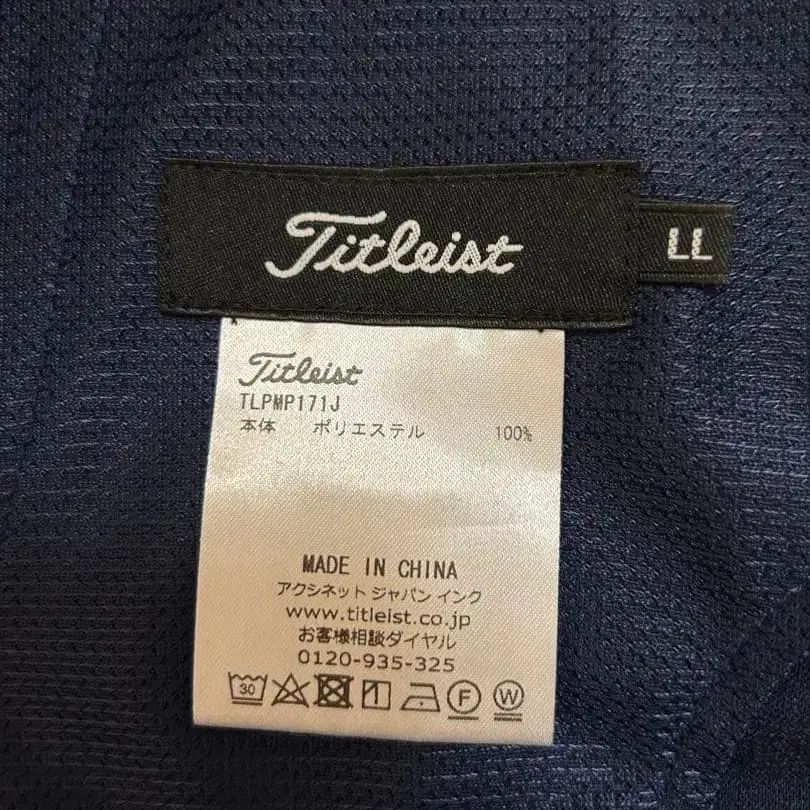 Titleist
LL
Titleist
TLPMP171J
本体 ポリエステル 100%
MADE IN CHINA
アクシネット ジャパン インク
www.titleist.co.jp
お客様相談ダイヤル
0120-935-325
30 F W